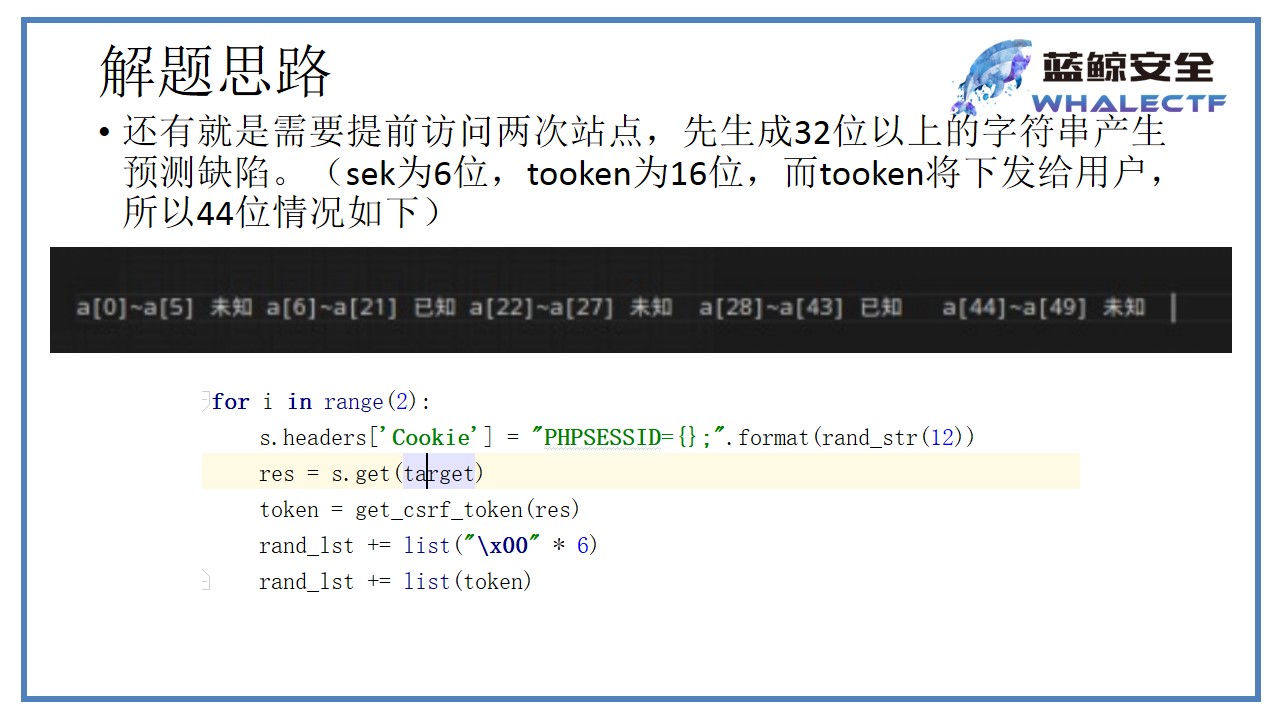 解题思路
蓝鲸安全
WHALECTF
• 还有就是需要提前访问两次站点，先生成32位以上的字符串产生
预测缺陷。（sek为6位，tooken为16位，而tooken将下发给用户，
所以44位情况如下）
a[0]~a[5] 未知 a[6]~a[21] 已知 a[22]~a[27] 未知 a[28]~a[43] 已知 a[44]~a[49] 未知
for i in range(2):
s.headers['Cookie'] = "PHPSESSID={};".format(rand_str(12))
res = s.get(target)
token = get_csrf_token(res)
rand_lst += list("\x00" * 6)
rand_lst += list(token)